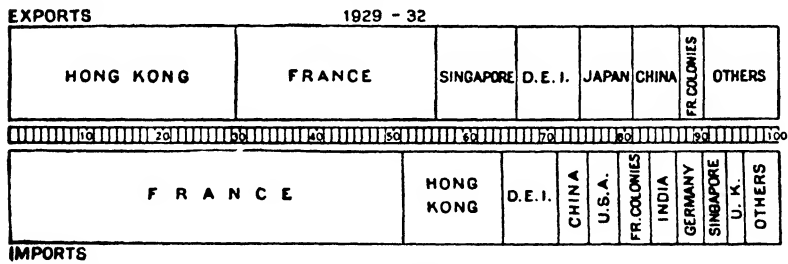 EXPORTS 1929 - 32
HONG KONG FRANCE SINGAPORE D.E.I. JAPAN CHINA FR.COLONIES OTHERS
10 20 30 40 50 60 70 80 90 100
FRANCE HONG KONG D.E.I. CHINA U.S.A. FR.COLONIES INDIA GERMANY SINGAPORE U.K. OTHERS
IMPORTS